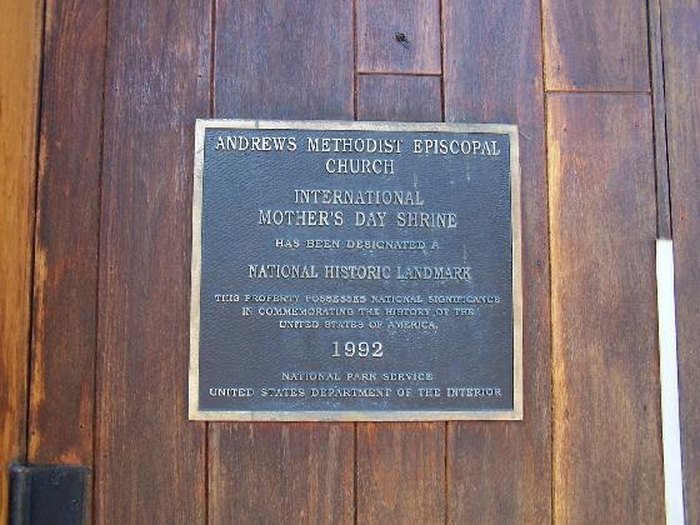 ANDREWS METHODIST EPISCOPAL
CHURCH
INTERNATIONAL
MOTHER'S DAY SHRINE
HAS BEEN DESIGNATED A
NATIONAL HISTORIC LANDMARK
THIS PROPERTY POSSESSES NATIONAL SIGNIFICANCE
IN COMMEMORATING THE HISTORY OF THE
UNITED STATES OF AMERICA.
1992
NATIONAL PARK SERVICE
UNITED STATES DEPARTMENT OF THE INTERIOR